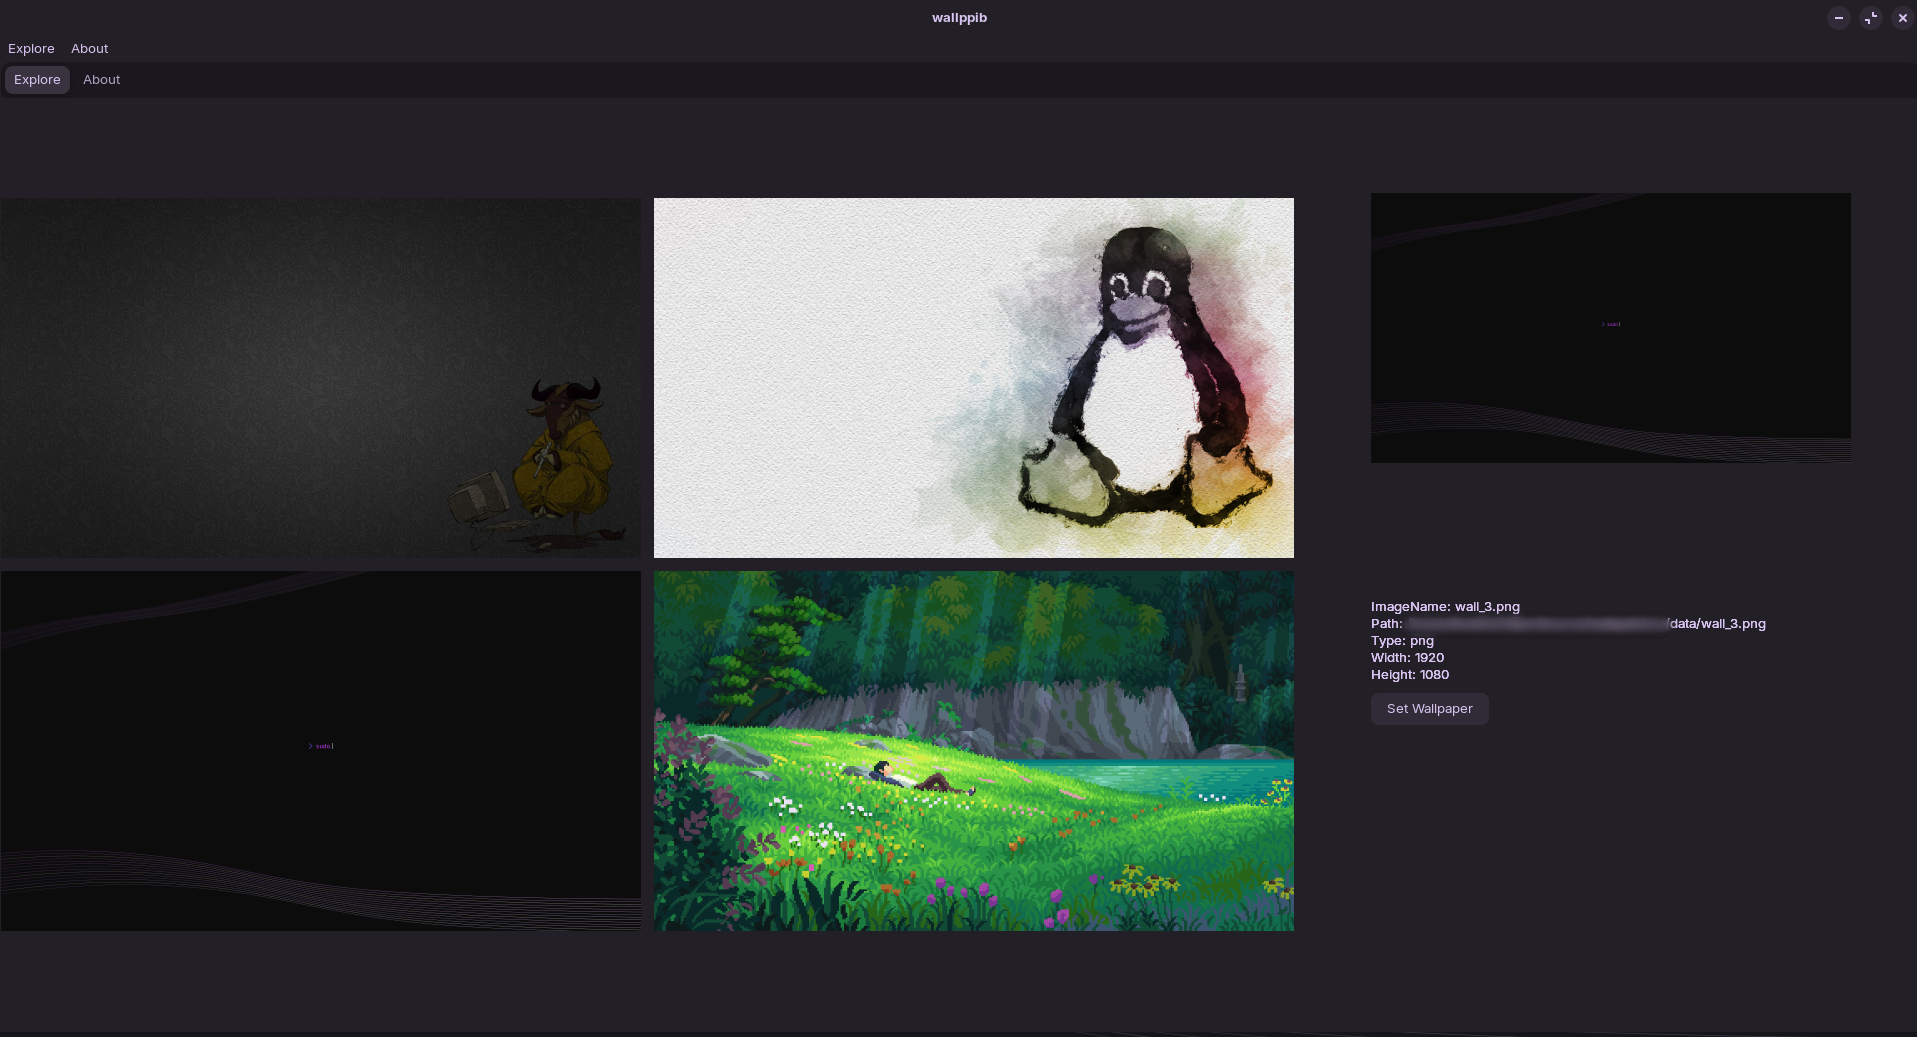 wallppib
Explore About
Explore About
> sudo
> sudo
ImageName: wall_3.png
Path: /data/wall_3.png
Type: png
Width: 1920
Height: 1080
Set Wallpaper